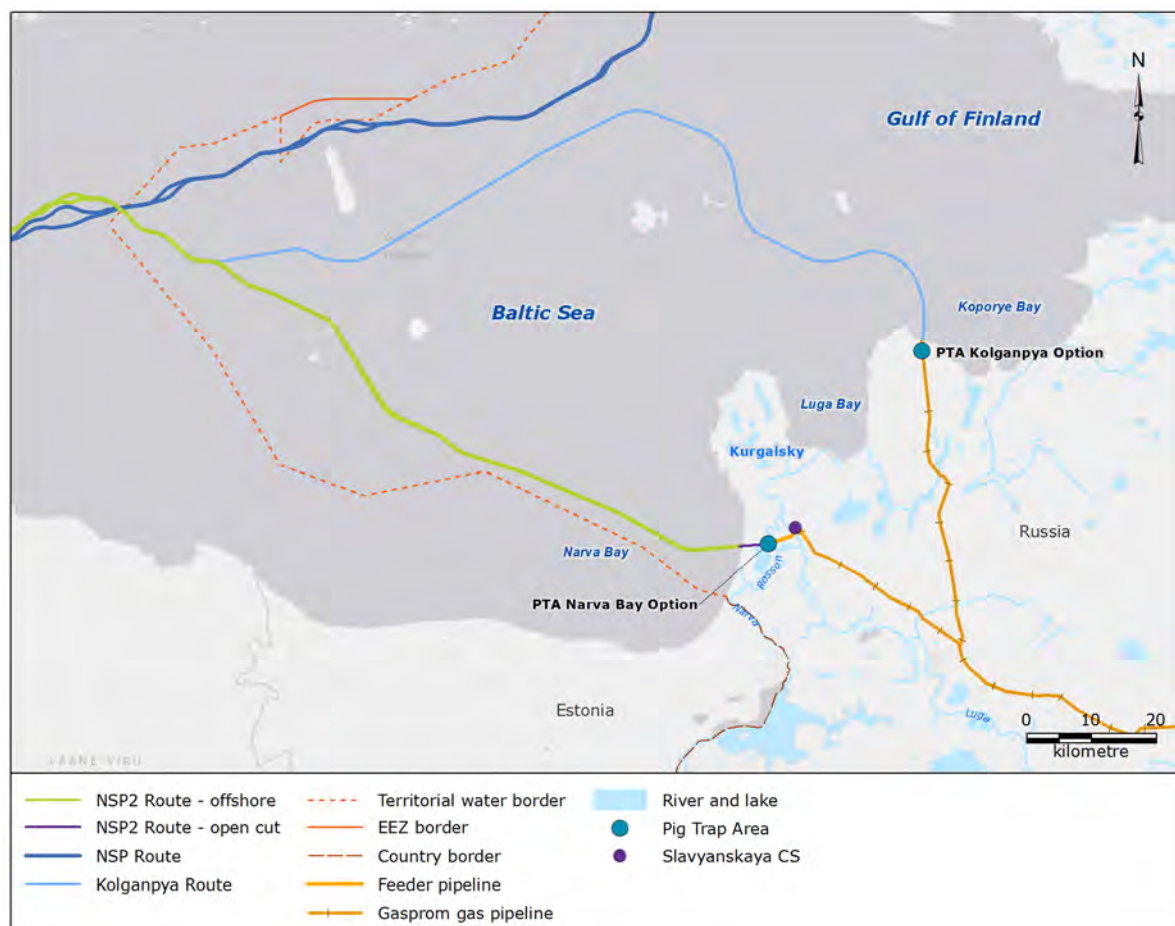 N
Gulf of Finland
Baltic Sea
Koporye Bay
PTA Kolganpya Option
Luga Bay
Kurgalsky
Russia
Narva Bay
Rosson
PTA Narva Bay Option
Narva
Estonia
Luga
0 10 20
kilometre
LAANE-VIRU
NSP2 Route - offshore
NSP2 Route - open cut
NSP Route
Kolganpya Route
Territorial water border
EEZ border
Country border
Feeder pipeline
Gasprom gas pipeline
River and lake
Pig Trap Area
Slavyanskaya CS